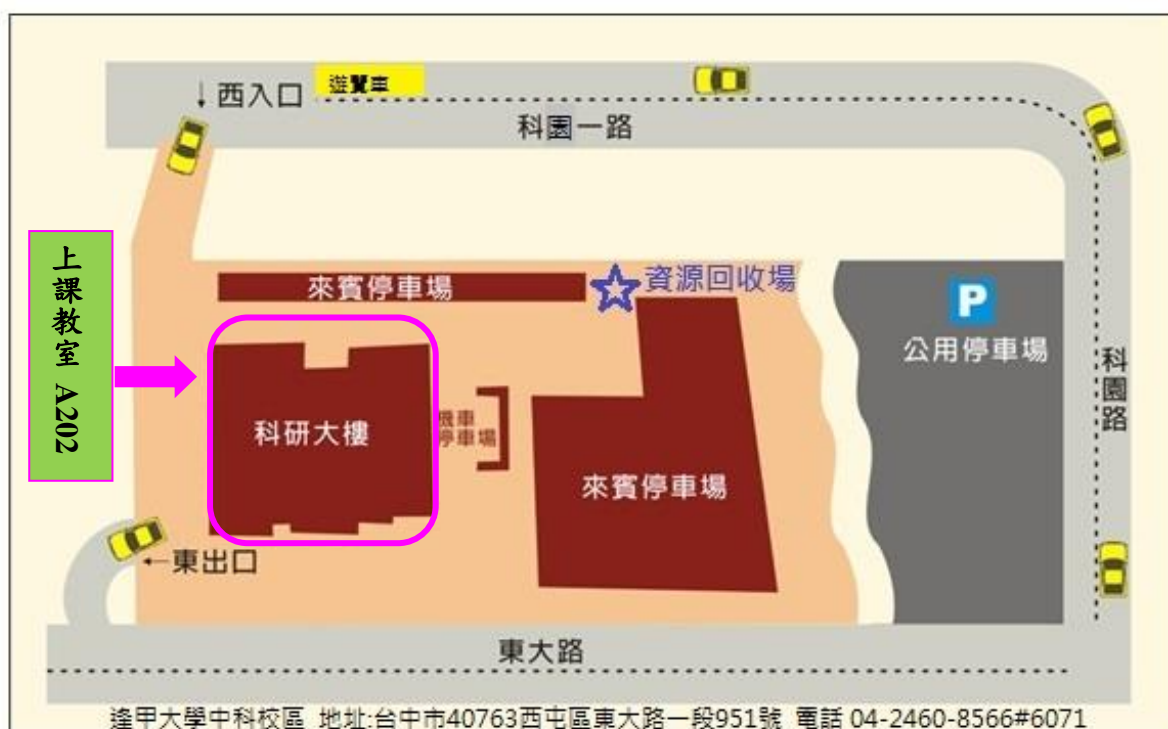 ↓西入口
遊覽車
科園一路
上課教室 A202
來賓停車場
資源回收場
P
公用停車場
科園路
科研大樓
機車
停車場
來賓停車場
←東出口
東大路
逢甲大學中科校區 地址:台中市40763西屯區東大路一段951號 電話 04-2460-8566#6071